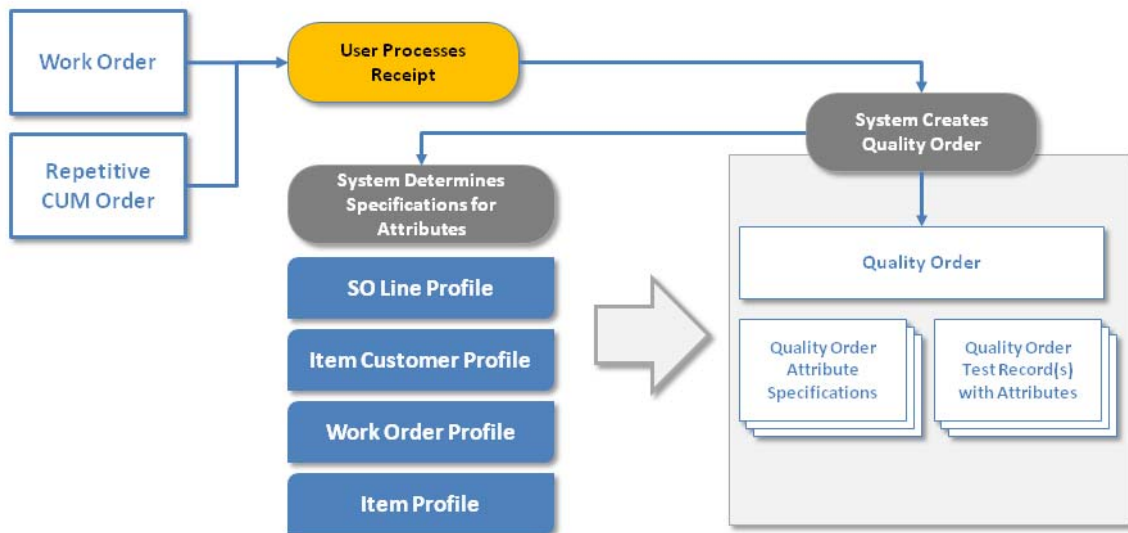 Work Order
Repetitive
CUM Order
User Processes
Receipt
System Creates
Quality Order
System Determines
Specifications for
Attributes
SO Line Profile
Item Customer Profile
Work Order Profile
Item Profile
Quality Order
Quality Order
Attribute
Specifications
Quality Order
Test Record(s)
with Attributes